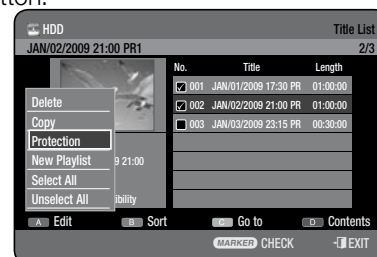 utton.
HDD Title List
JAN/02/2009 21:00 PR1 2/3
No. Title Length
001 JAN/01/2009 17:30 PR 01:00:00
002 JAN/02/2009 21:00 PR 01:00:00
003 JAN/03/2009 23:15 PR 00:30:00
Delete
Copy
Protection
New Playlist 9 21:00
Select All
Unselect All ibility
A Edit B Sort C Go to D Contents
MARKER CHECK EXIT